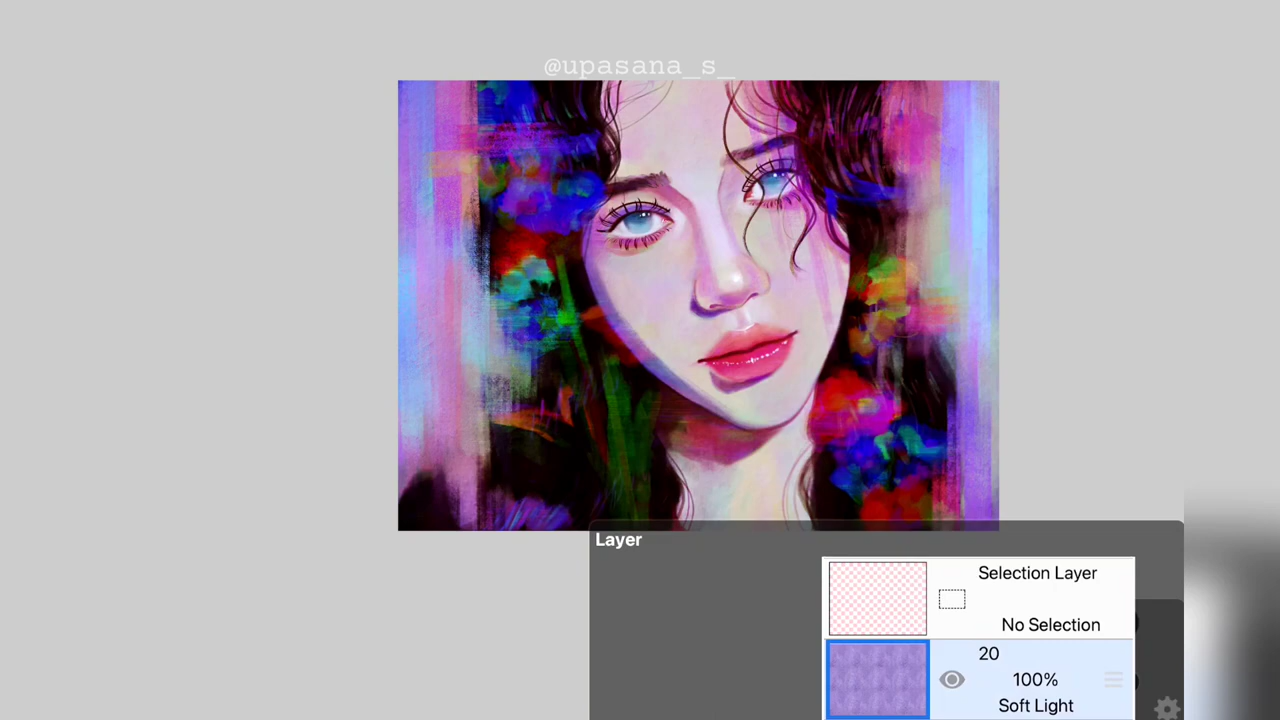 @upasana_s_
Layer
Selection Layer
No Selection
20
100%
Soft Light